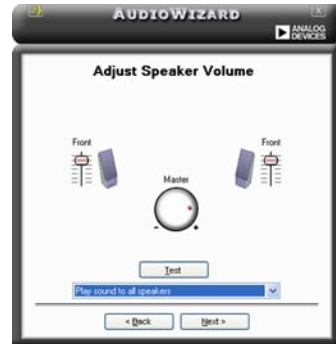 AUDIOWIZARD
ANALOG
DEVICES
Adjust Speaker Volume
Front
Front
Master
- +
Test
Play sound to all speakers
< Back
Next >